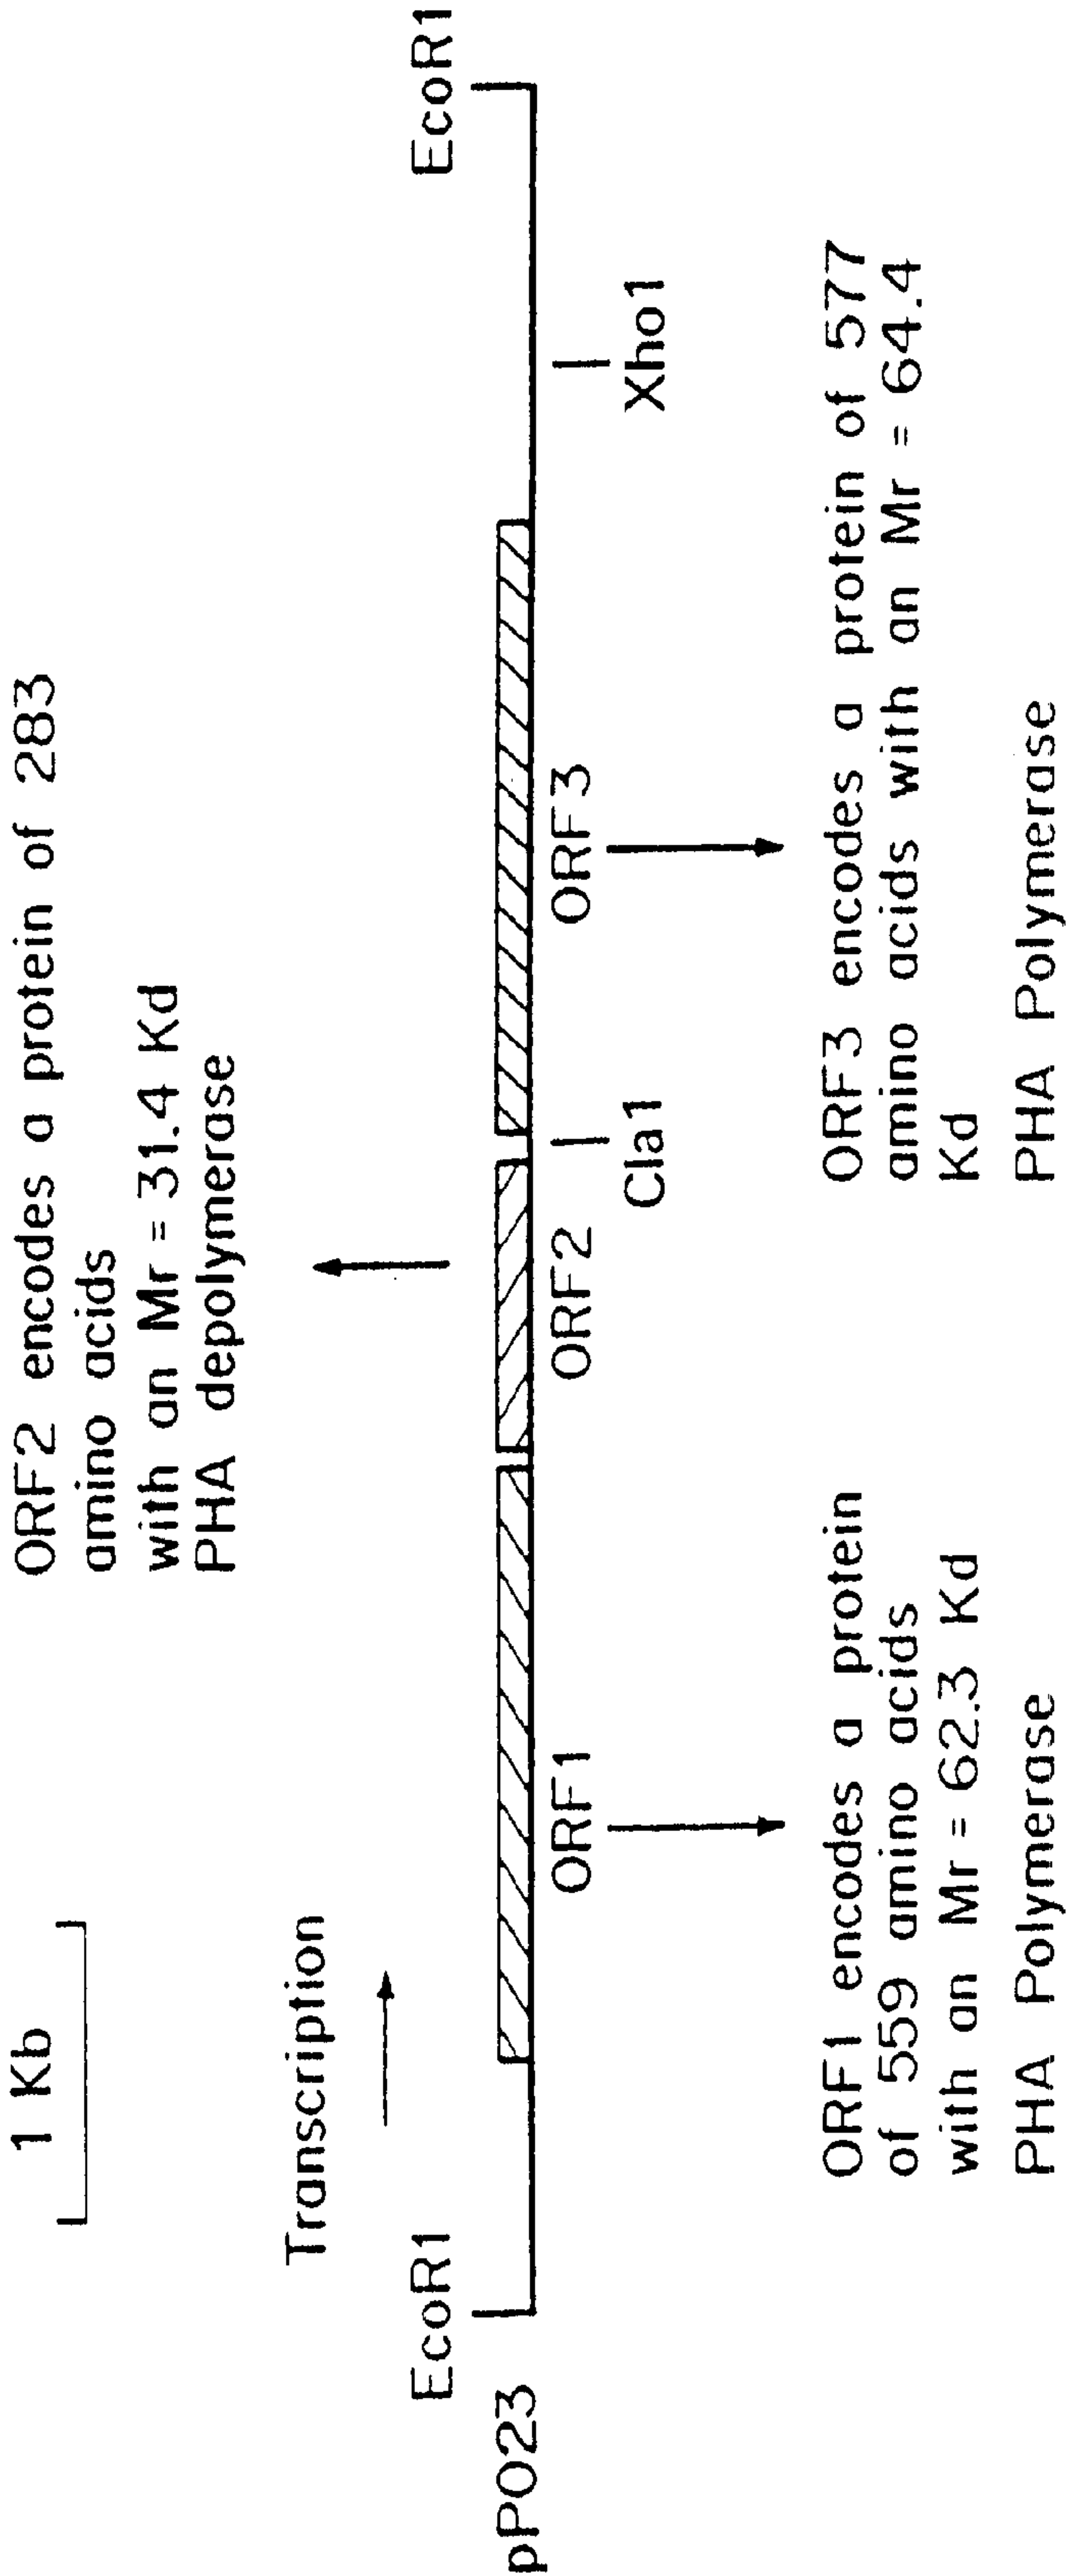 1 Kb
ORF2 encodes a protein of 283
amino acids
with an Mr = 31.4 Kd
PHA depolymerase
Transcription
EcoR1
EcoR1
pP023
ORF1
ORF2
ORF3
Cla1
Xho1
ORF1 encodes a protein
of 559 amino acids
with an Mr = 62.3 Kd
PHA Polymerase
ORF3 encodes a protein of 577
amino acids with an Mr = 64.4
Kd
PHA Polymerase